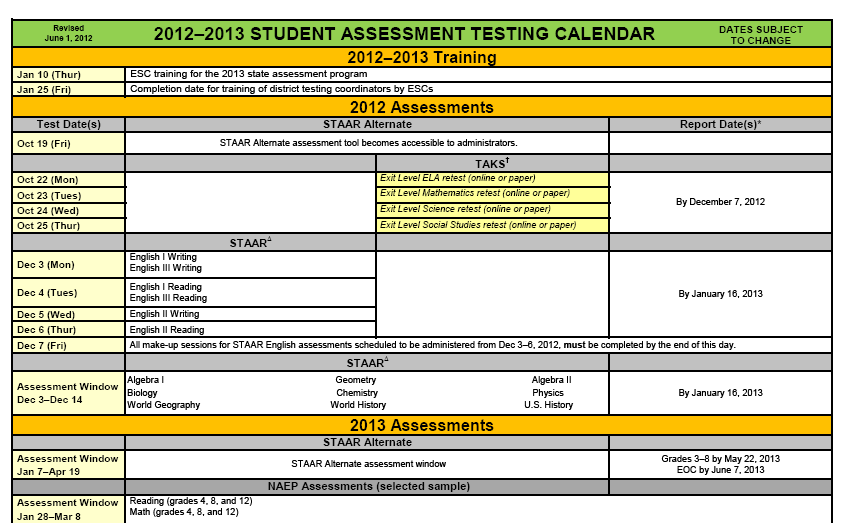 Revised
June 1, 2012
2012–2013 STUDENT ASSESSMENT TESTING CALENDAR
DATES SUBJECT
TO CHANGE
2012–2013 Training
Jan 10 (Thur) ESC training for the 2013 state assessment program
Jan 25 (Fri) Completion date for training of district testing coordinators by ESCs
2012 Assessments
Test Date(s) STAAR Alternate Report Date(s)*
Oct 19 (Fri) STAAR Alternate assessment tool becomes accessible to administrators.
TAKS†
Oct 22 (Mon) Exit Level ELA retest (online or paper)
Oct 23 (Tues) Exit Level Mathematics retest (online or paper)
By December 7, 2012
Oct 24 (Wed) Exit Level Science retest (online or paper)
Oct 25 (Thur) Exit Level Social Studies retest (online or paper)
STAAR∆
Dec 3 (Mon) English I Writing
English III Writing
Dec 4 (Tues) English I Reading
English III Reading
By January 16, 2013
Dec 5 (Wed) English II Writing
Dec 6 (Thur) English II Reading
Dec 7 (Fri) All make-up sessions for STAAR English assessments scheduled to be administered from Dec 3–6, 2012, must be completed by the end of this day.
STAAR∆
Assessment Window
Dec 3–Dec 14
Algebra I Geometry Algebra II
Biology Chemistry Physics
World Geography World History U.S. History
By January 16, 2013
2013 Assessments
STAAR Alternate
Assessment Window
Jan 7–Apr 19
STAAR Alternate assessment window
Grades 3–8 by May 22, 2013
EOC by June 7, 2013
NAEP Assessments (selected sample)
Assessment Window
Jan 28–Mar 8
Reading (grades 4, 8, and 12)
Math (grades 4, 8, and 12)